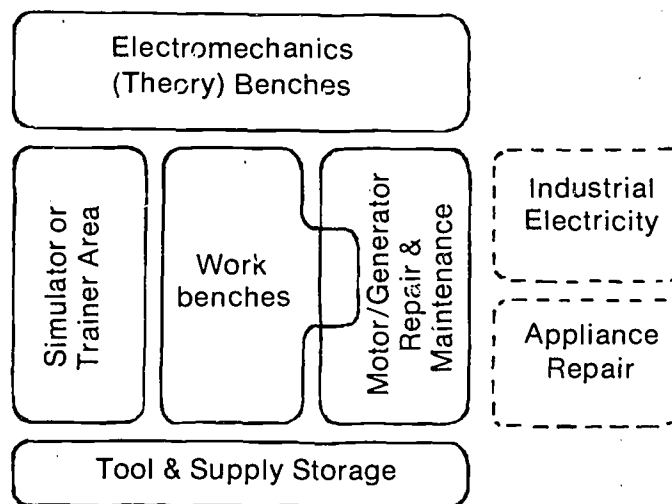 Electromechanics
(Theory) Benches
Simulator or
Trainer Area
Work
benches
Motor/Generator
Repair &
Maintenance
Industrial
Electricity
Appliance
Repair
Tool & Supply Storage